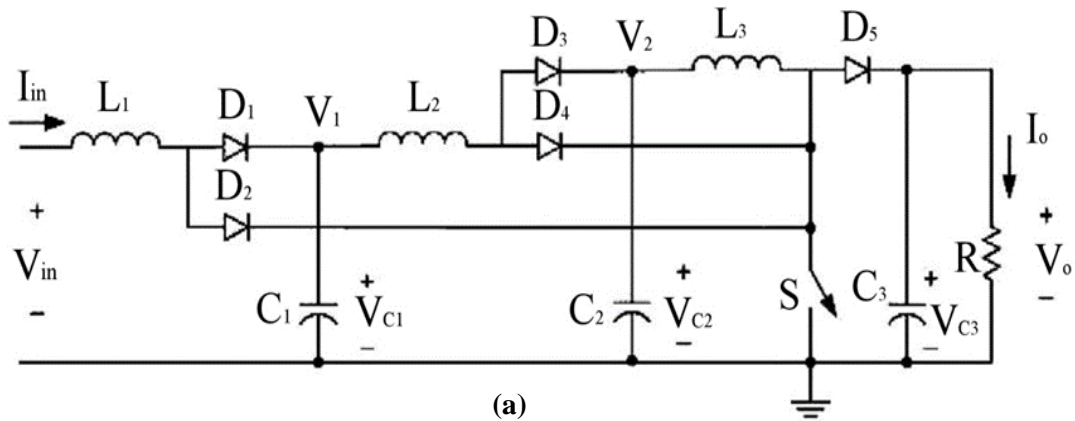 D₃ V₂ L₃ D₅
Iin L₁ D₁ V₁ L₂ D₄ Iₒ
D₂
+ Vin −
C₁ + VC1 −
C₂ + VC2 −
S
C₃ + VC3 −
R + Vₒ −
(a)